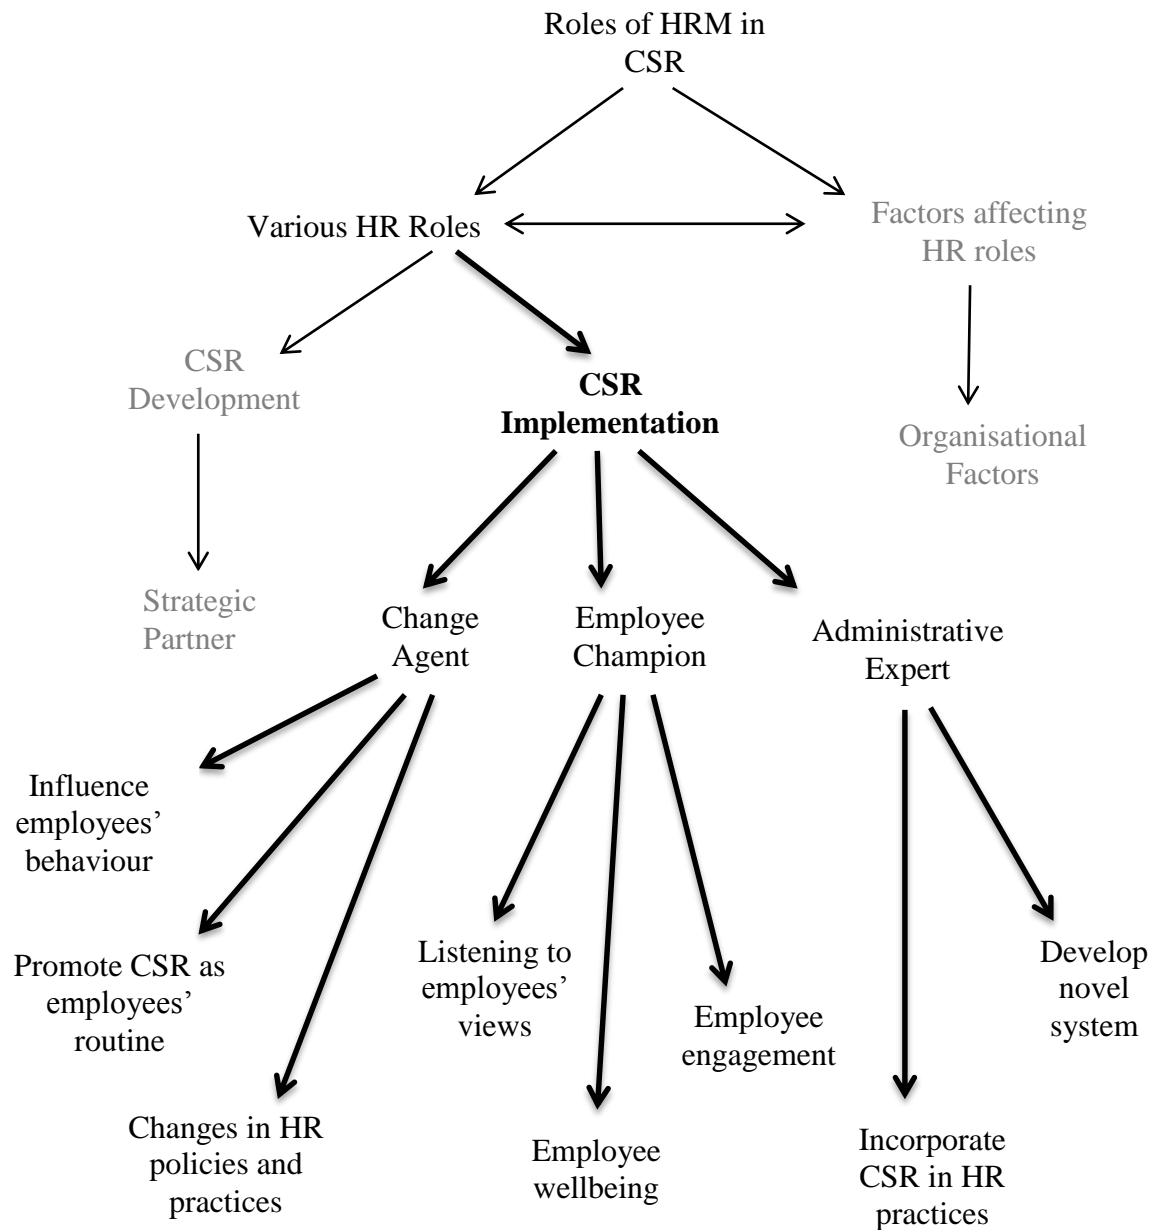 Roles of HRM in
CSR
Various HR Roles
Factors affecting
HR roles
CSR
Development
CSR
Implementation
Organisational
Factors
Strategic
Partner
Change
Agent
Employee
Champion
Administrative
Expert
Influence
employees’
behaviour
Promote CSR as
employees’
routine
Changes in HR
policies and
practices
Listening to
employees’
views
Employee
wellbeing
Employee
engagement
Incorporate
CSR in HR
practices
Develop
novel
system